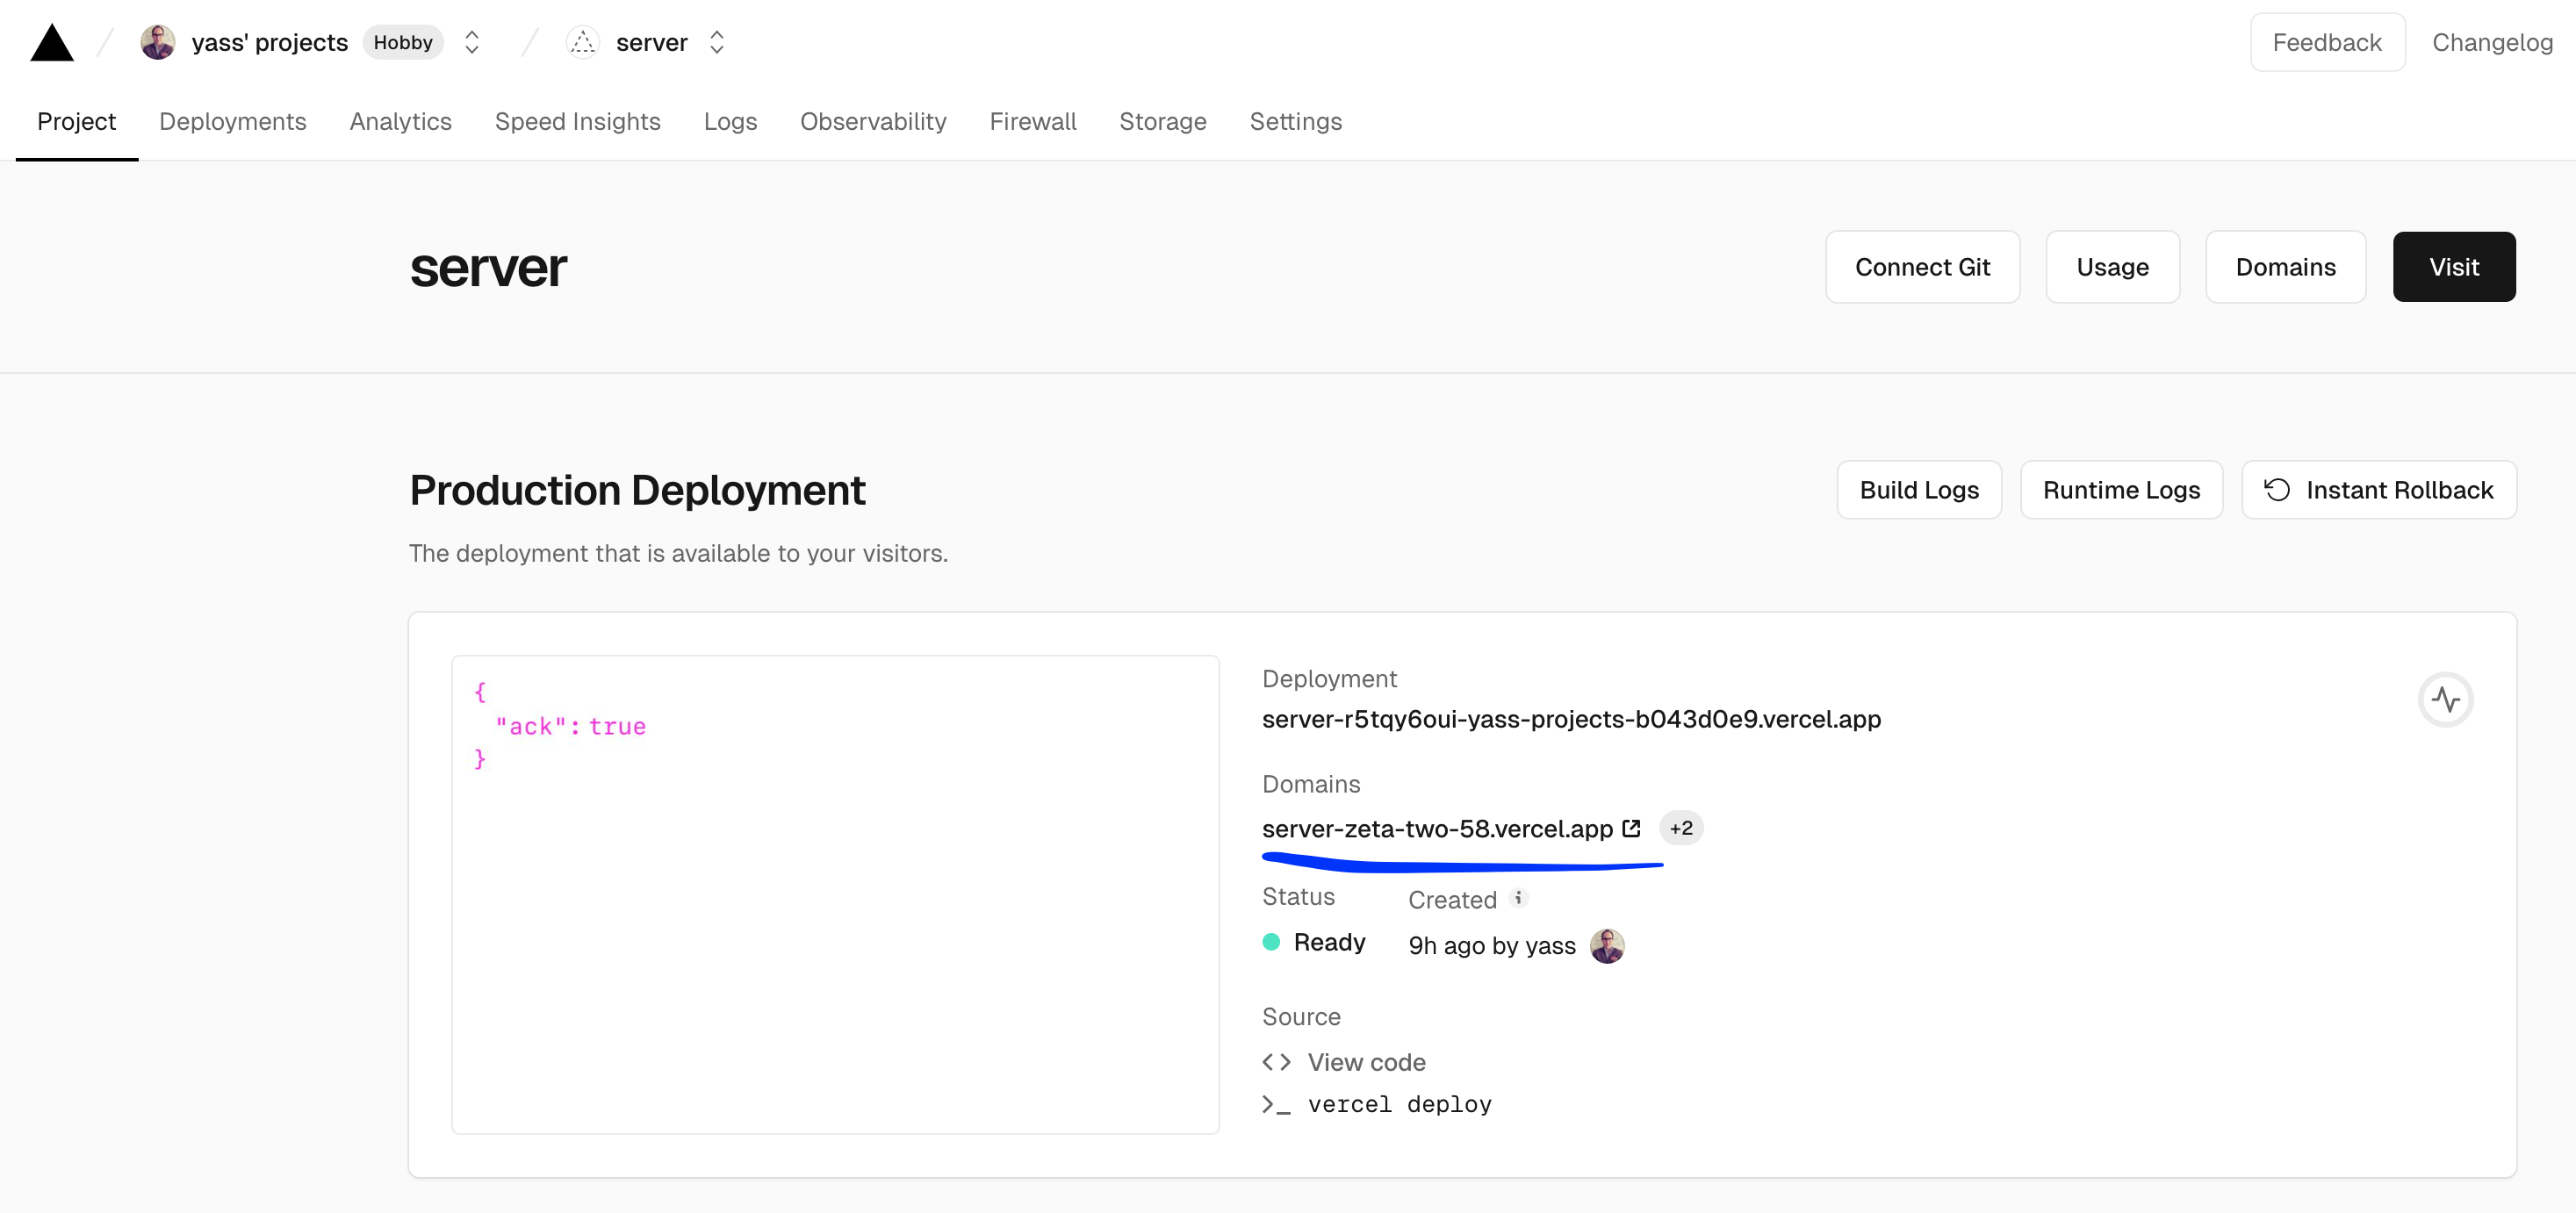 yass' projects Hobby server Feedback Changelog
Project Deployments Analytics Speed Insights Logs Observability Firewall Storage Settings
server Connect Git Usage Domains Visit
Production Deployment Build Logs Runtime Logs Instant Rollback
The deployment that is available to your visitors.
{
"ack": true
}
Deployment
server-r5tqy6oui-yass-projects-b043d0e9.vercel.app
Domains
server-zeta-two-58.vercel.app +2
Status Created
Ready 9h ago by yass
Source
View code
vercel deploy